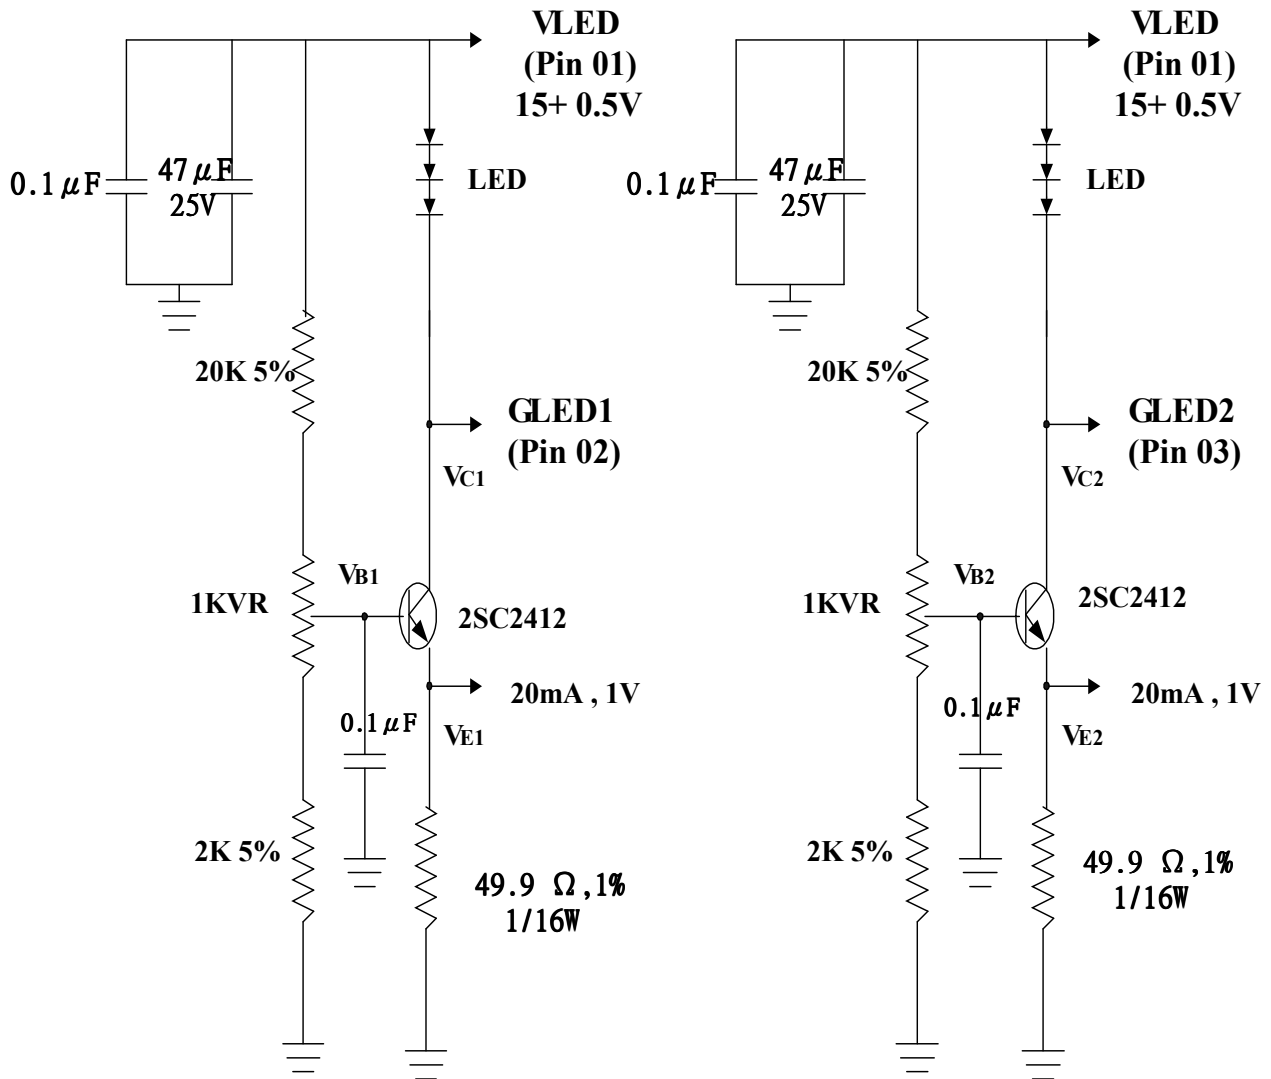 VLED
(Pin 01)
15+ 0.5V
0.1μF
47μF
25V
LED
20K 5%
GLED1
(Pin 02)
VC1
VB1
1KVR
2SC2412
20mA , 1V
0.1μF
VE1
2K 5%
49.9 Ω,1%
1/16W
VLED
(Pin 01)
15+ 0.5V
0.1μF
47μF
25V
LED
20K 5%
GLED2
(Pin 03)
VC2
VB2
1KVR
2SC2412
20mA , 1V
0.1μF
VE2
2K 5%
49.9 Ω,1%
1/16W